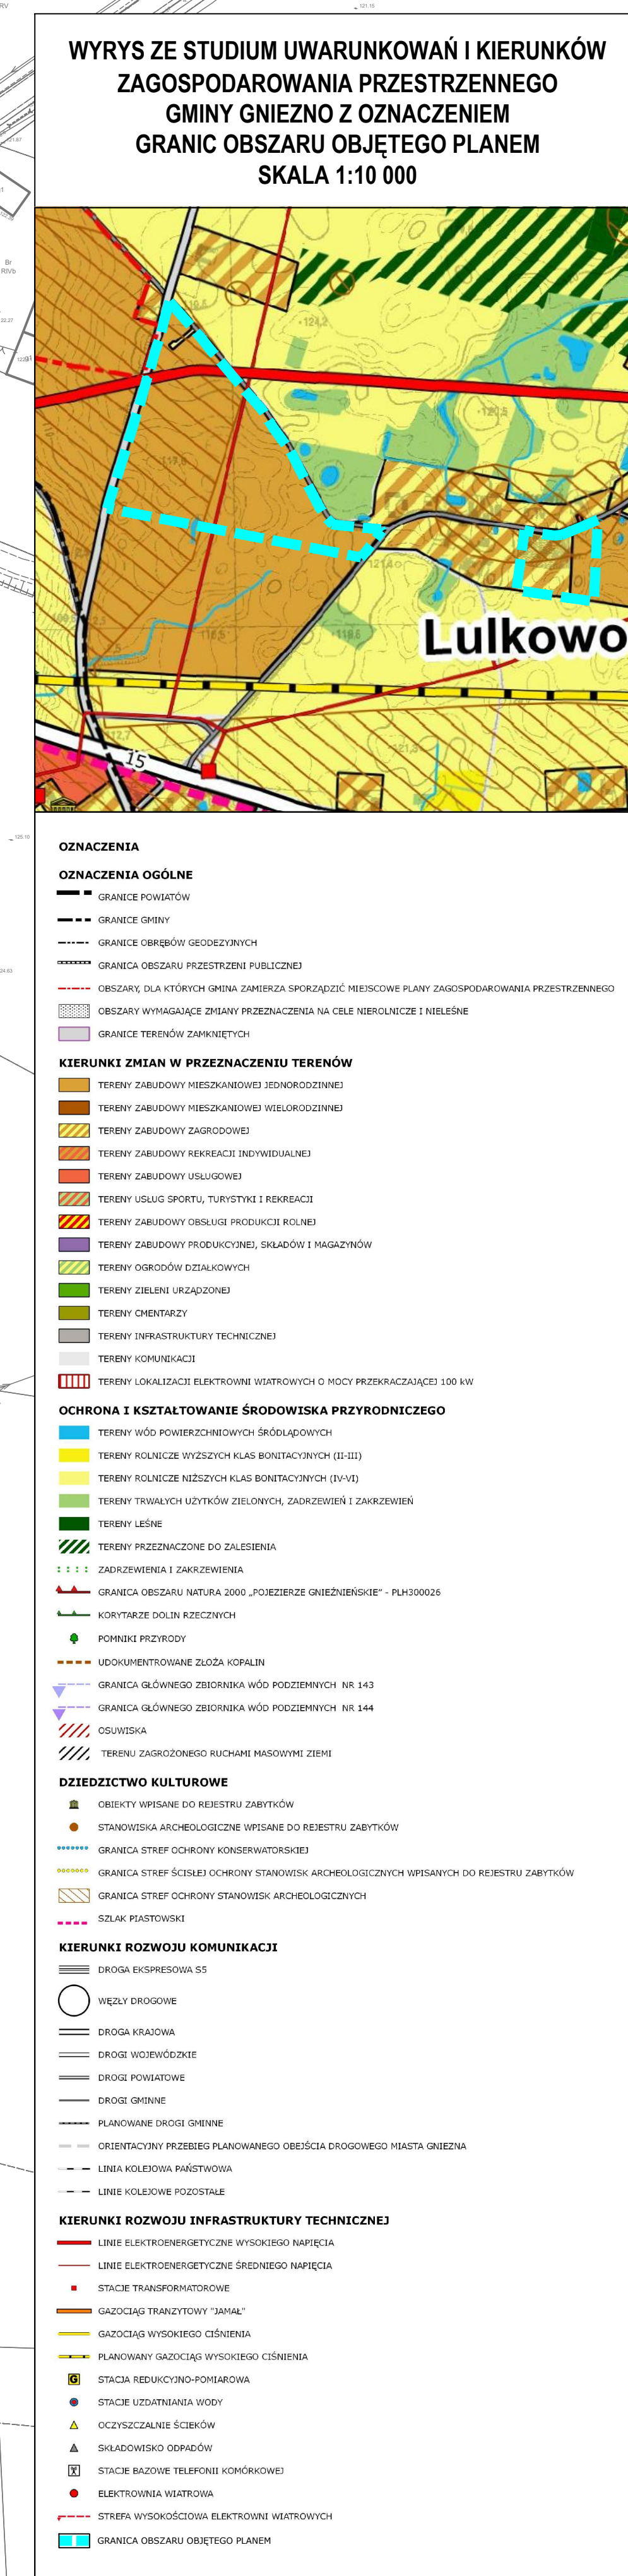 RV
121.15
WYRYS ZE STUDIUM UWARUNKOWAŃ I KIERUNKÓW
ZAGOSPODAROWANIA PRZESTRZENNEGO
GMINY GNIEZNO Z OZNACZENIEM
GRANIC OBSZARU OBJĘTEGO PLANEM
SKALA 1:10 000
Br
RIVb
124,2
Lulkowo
15
125.10
24.63
OZNACZENIA
OZNACZENIA OGÓLNE
GRANICE POWIATÓW
GRANICE GMINY
GRANICE OBRĘBÓW GEODEZYJNYCH
GRANICA OBSZARU PRZESTRZENI PUBLICZNEJ
OBSZARY, DLA KTÓRYCH GMINA ZAMIERZA SPORZĄDZIĆ MIEJSCOWE PLANY ZAGOSPODAROWANIA PRZESTRZENNEGO
OBSZARY WYMAGAJĄCE ZMIANY PRZEZNACZENIA NA CELE NIEROLNICZE I NIELEŚNE
GRANICE TERENÓW ZAMKNIĘTYCH
KIERUNKI ZMIAN W PRZEZNACZENIU TERENÓW
TERENY ZABUDOWY MIESZKANIOWEJ JEDNORODZINNEJ
TERENY ZABUDOWY MIESZKANIOWEJ WIELORODZINNEJ
TERENY ZABUDOWY ZAGRODOWEJ
TERENY ZABUDOWY REKREACJI INDYWIDUALNEJ
TERENY ZABUDOWY USŁUGOWEJ
TERENY USŁUG SPORTU, TURYSTYKI I REKREACJI
TERENY ZABUDOWY OBSŁUGI PRODUKCJI ROLNEJ
TERENY ZABUDOWY PRODUKCYJNEJ, SKŁADÓW I MAGAZYNÓW
TERENY OGRODÓW DZIAŁKOWYCH
TERENY ZIELENI URZĄDZONEJ
TERENY CMENTARZY
TERENY INFRASTRUKTURY TECHNICZNEJ
TERENY KOMUNIKACJI
TERENY LOKALIZACJI ELEKTROWNI WIATROWYCH O MOCY PRZEKRACZAJĄCEJ 100 kW
OCHRONA I KSZTAŁTOWANIE ŚRODOWISKA PRZYRODNICZEGO
TERENY WÓD POWIERZCHNIOWYCH ŚRÓDLĄDOWYCH
TERENY ROLNICZE WYŻSZYCH KLAS BONITACYJNYCH (II-III)
TERENY ROLNICZE NIŻSZYCH KLAS BONITACYJNYCH (IV-VI)
TERENY TRWAŁYCH UŻYTKÓW ZIELONYCH, ZADRZEWIEŃ I ZAKRZEWIEŃ
TERENY LEŚNE
TERENY PRZEZNACZONE DO ZALESIENIA
ZADRZEWIENIA I ZAKRZEWIENIA
GRANICA OBSZARU NATURA 2000 „POJEZIERZE GNIEŹNIEŃSKIE” - PLH300026
KORYTARZE DOLIN RZECZNYCH
POMNIKI PRZYRODY
UDOKUMENTROWANE ZŁOŻA KOPALIN
GRANICA GŁÓWNEGO ZBIORNIKA WÓD PODZIEMNYCH NR 143
GRANICA GŁÓWNEGO ZBIORNIKA WÓD PODZIEMNYCH NR 144
OSUWISKA
TERENU ZAGROŻONEGO RUCHAMI MASOWYMI ZIEMI
DZIEDZICTWO KULTUROWE
OBIEKTY WPISANE DO REJESTRU ZABYTKÓW
STANOWISKA ARCHEOLOGICZNE WPISANE DO REJESTRU ZABYTKÓW
GRANICA STREF OCHRONY KONSERWATORSKIEJ
GRANICA STREF ŚCISŁEJ OCHRONY STANOWISK ARCHEOLOGICZNYCH WPISANYCH DO REJESTRU ZABYTKÓW
GRANICA STREF OCHRONY STANOWISK ARCHEOLOGICZNYCH
SZLAK PIASTOWSKI
KIERUNKI ROZWOJU KOMUNIKACJI
DROGA EKSPRESOWA S5
WĘZŁY DROGOWE
DROGA KRAJOWA
DROGI WOJEWÓDZKIE
DROGI POWIATOWE
DROGI GMINNE
PLANOWANE DROGI GMINNE
ORIENTACYJNY PRZEBIEG PLANOWANEGO OBEJŚCIA DROGOWEGO MIASTA GNIEZNA
LINIA KOLEJOWA PAŃSTWOWA
LINIE KOLEJOWE POZOSTAŁE
KIERUNKI ROZWOJU INFRASTRUKTURY TECHNICZNEJ
LINIE ELEKTROENERGETYCZNE WYSOKIEGO NAPIĘCIA
LINIE ELEKTROENERGETYCZNE ŚREDNIEGO NAPIĘCIA
STACJE TRANSFORMATOROWE
GAZOCIĄG TRANZYTOWY "JAMAŁ"
GAZOCIĄG WYSOKIEGO CIŚNIENIA
PLANOWANY GAZOCIĄG WYSOKIEGO CIŚNIENIA
G STACJA REDUKCYJNO-POMIAROWA
STACJE UZDATNIANIA WODY
OCZYSZCZALNIE ŚCIEKÓW
SKŁADOWISKO ODPADÓW
STACJE BAZOWE TELEFONII KOMÓRKOWEJ
ELEKTROWNIA WIATROWA
STREFA WYSOKOŚCIOWA ELEKTROWNI WIATROWYCH
GRANICA OBSZARU OBJĘTEGO PLANEM